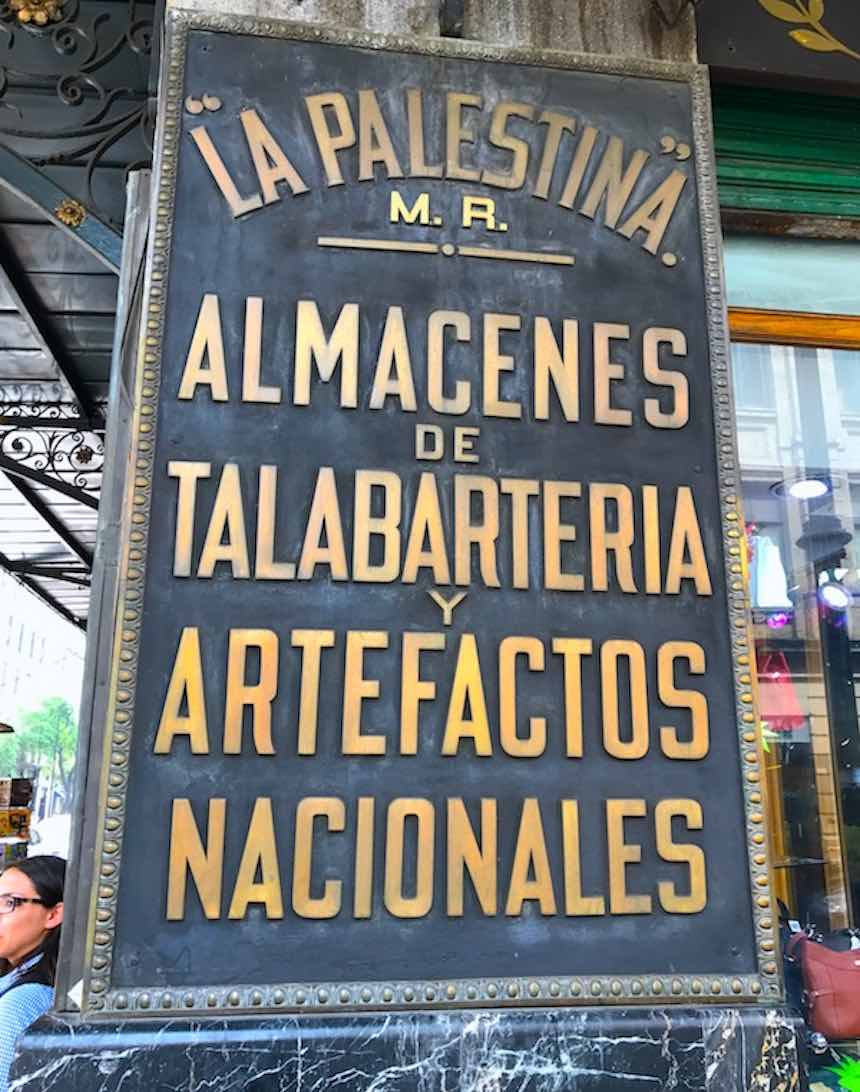 “LA PALESTINA”.
M. R.
ALMACENES
DE
TALABARTERIA
Y
ARTEFACTOS
NACIONALES